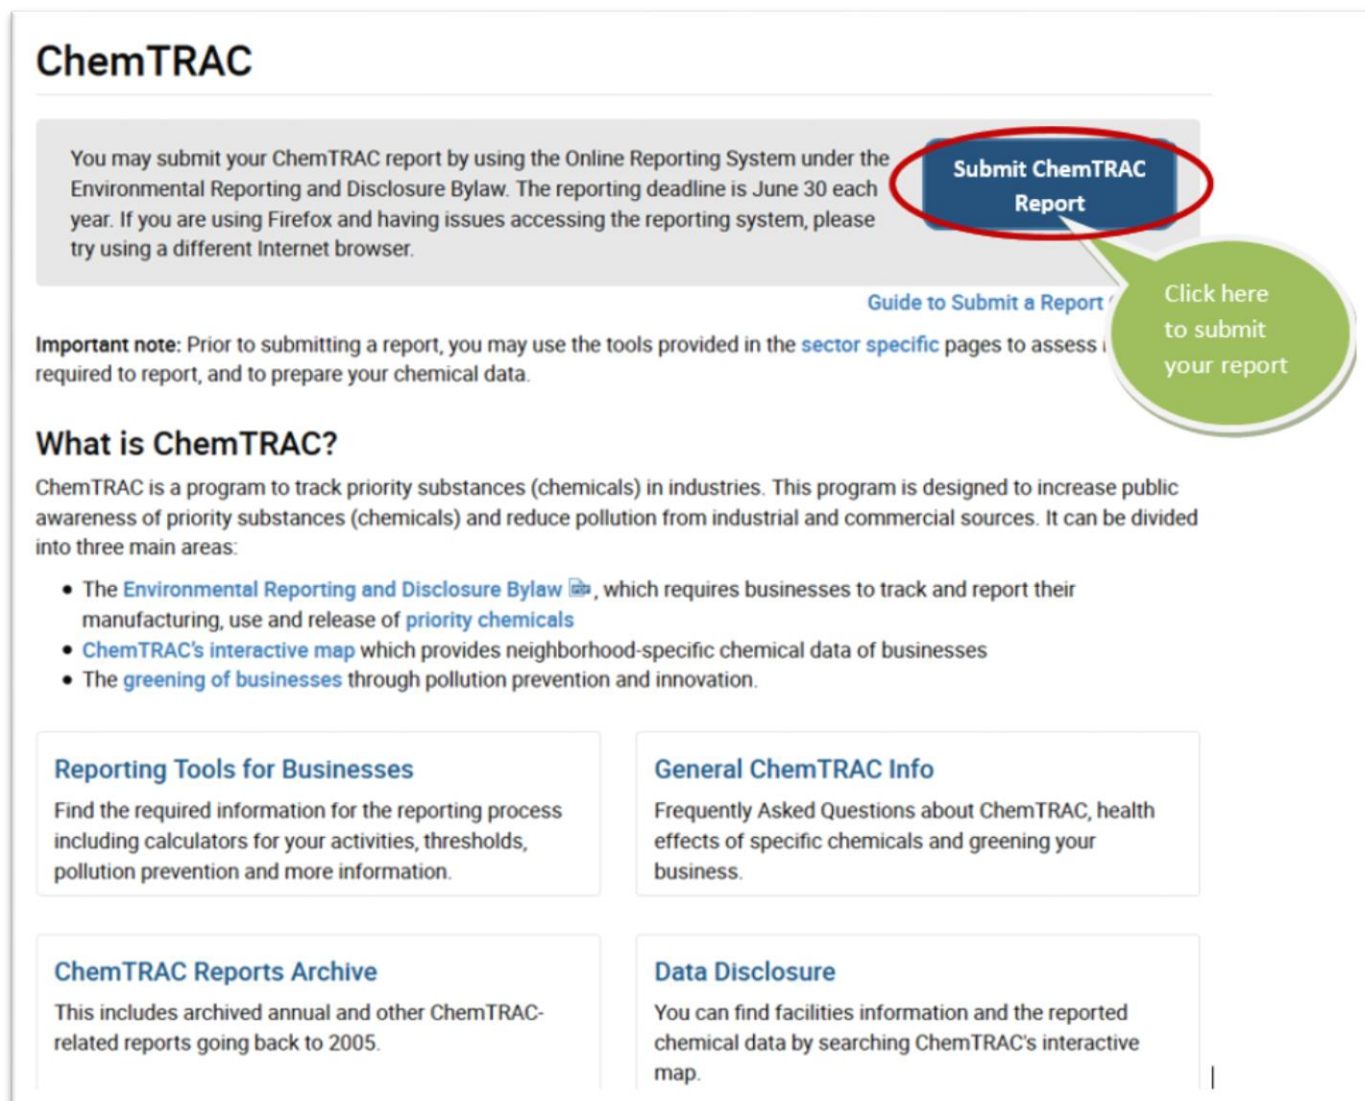 ChemTRAC
You may submit your ChemTRAC report by using the Online Reporting System under the
Environmental Reporting and Disclosure Bylaw. The reporting deadline is June 30 each
year. If you are using Firefox and having issues accessing the reporting system, please
try using a different Internet browser.
Submit ChemTRAC
Report
Click here
to submit
your report
Guide to Submit a Report
Important note: Prior to submitting a report, you may use the tools provided in the sector specific pages to assess
required to report, and to prepare your chemical data.
What is ChemTRAC?
ChemTRAC is a program to track priority substances (chemicals) in industries. This program is designed to increase public
awareness of priority substances (chemicals) and reduce pollution from industrial and commercial sources. It can be divided
into three main areas:
• The Environmental Reporting and Disclosure Bylaw , which requires businesses to track and report their
manufacturing, use and release of priority chemicals
• ChemTRAC's interactive map which provides neighborhood-specific chemical data of businesses
• The greening of businesses through pollution prevention and innovation.
Reporting Tools for Businesses
Find the required information for the reporting process
including calculators for your activities, thresholds,
pollution prevention and more information.
General ChemTRAC Info
Frequently Asked Questions about ChemTRAC, health
effects of specific chemicals and greening your
business.
ChemTRAC Reports Archive
This includes archived annual and other ChemTRAC-
related reports going back to 2005.
Data Disclosure
You can find facilities information and the reported
chemical data by searching ChemTRAC's interactive
map.